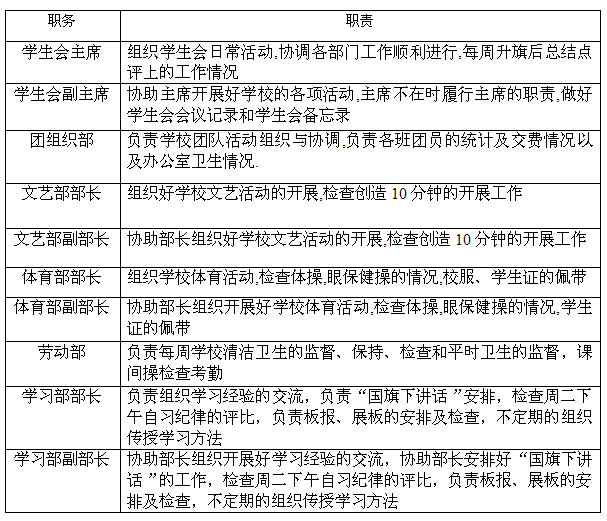 职务 职责
学生会主席 组织学生会日常活动,协调各部门工作顺利进行,每周升旗后总结点
评上的工作情况
学生会副主席 协助主席开展好学校的各项活动,主席不在时履行主席的职责,做好
学生会会议记录和学生会备忘录
团组织部 负责学校团队活动组织与协调,负责各班团员的统计及交费情况以
及办公室卫生情况.
文艺部部长 组织好学校文艺活动的开展,检查创造 10 分钟的开展工作
文艺部副部长 协助部长组织好学校文艺活动的开展,检查创造 10 分钟的开展工作
体育部部长 组织学校体育活动,检查体操,眼保健操的情况,校服、学生证的佩带
体育部副部长 协助部长组织开展好学校体育活动,检查体操,眼保健操的情况,学生
证的佩带
劳动部 负责每周学校清洁卫生的监督、保持、检查和平时卫生的监督，课
间操检查考勤
学习部部长 负责组织学习经验的交流，负责“国旗下讲话”安排，检查周二下
午自习纪律的评比，负责板报、展板的安排及检查，不定期的组织
传授学习方法
学习部副部长 协助部长组织开展好学习经验的交流，协助部长安排好“国旗下讲
话”的工作，检查周二下午自习纪律的评比，负责板报、展板的安
排及检查，不定期的组织传授学习方法